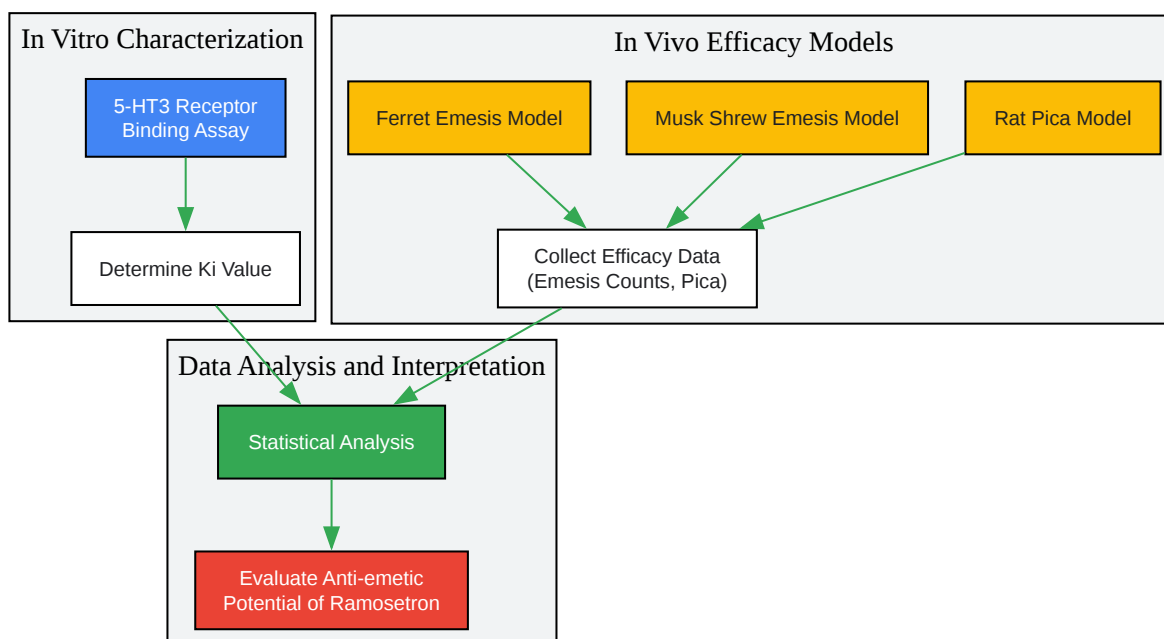 In Vitro Characterization
5-HT3 Receptor
Binding Assay
Determine Ki Value
In Vivo Efficacy Models
Ferret Emesis Model
Musk Shrew Emesis Model
Rat Pica Model
Collect Efficacy Data
(Emesis Counts, Pica)
Data Analysis and Interpretation
Statistical Analysis
Evaluate Anti-emetic
Potential of Ramosetron